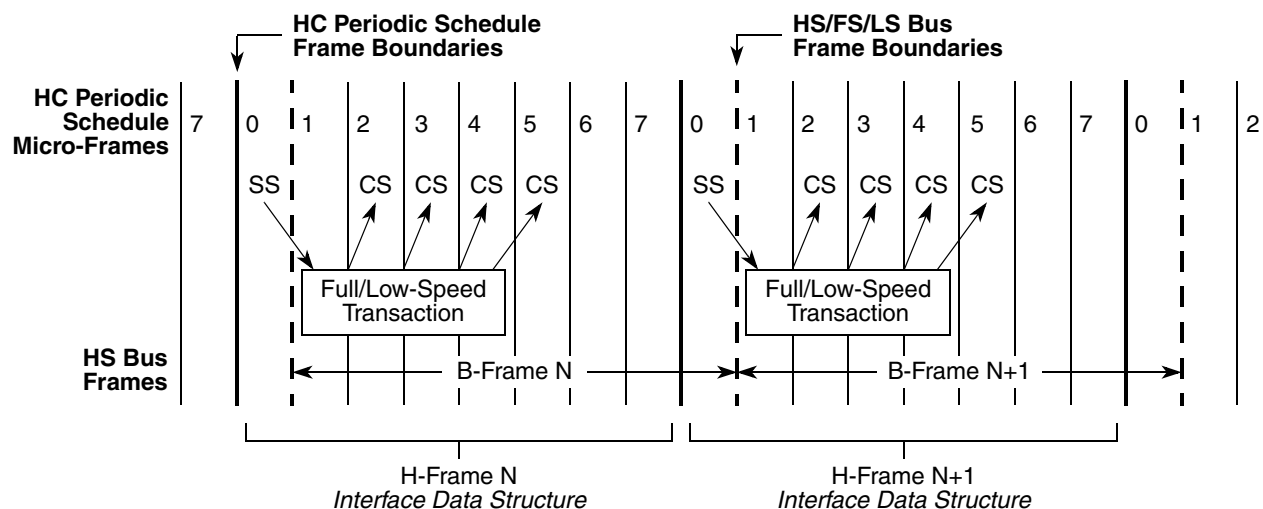 HC Periodic Schedule
Frame Boundaries
HS/FS/LS Bus
Frame Boundaries
HC Periodic
Schedule
Micro-Frames
7 0 1 2 3 4 5 6 7 0 1 2 3 4 5 6 7 0 1 2
SS CS CS CS CS SS CS CS CS CS
Full/Low-Speed
Transaction
Full/Low-Speed
Transaction
HS Bus
Frames
B-Frame N
B-Frame N+1
H-Frame N
Interface Data Structure
H-Frame N+1
Interface Data Structure